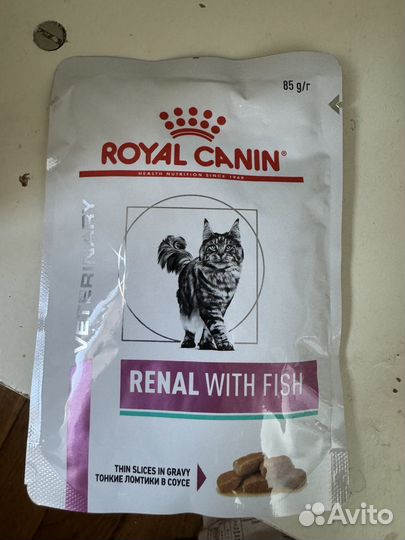 85 g/г
ROYAL CANIN®
HEALTH NUTRITION SINCE 1968
VETERINARY
RENAL WITH FISH
THIN SLICES IN GRAVY
ТОНКИЕ ЛОМТИКИ В СОУСЕ
Avito